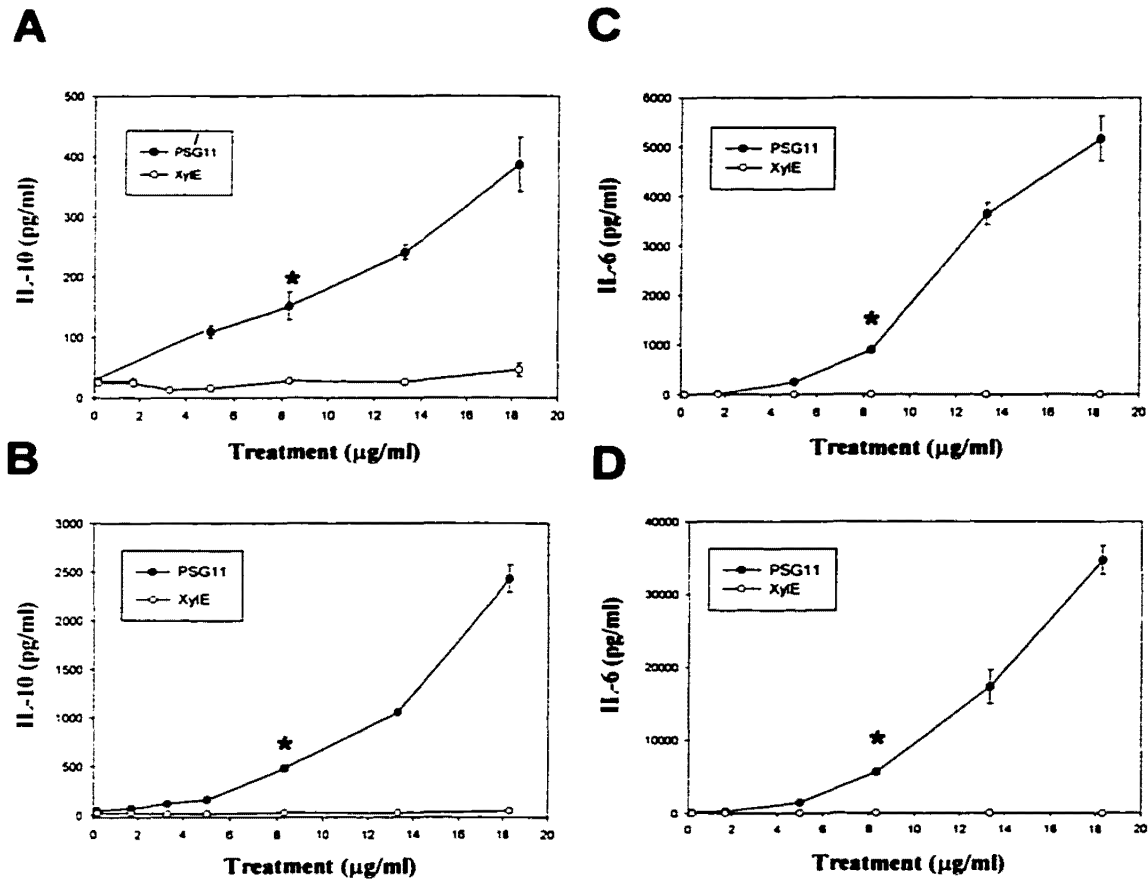 A
500
400
300
200
100
0
IL-10 (pg/ml)
PSG11
XylE
0 2 4 6 8 10 12 14 16 18 20
Treatment (µg/ml)
B
3000
2500
2000
1500
1000
500
0
IL-10 (pg/ml)
PSG11
XylE
0 2 4 6 8 10 12 14 16 18 20
Treatment (µg/ml)
C
6000
5000
4000
3000
2000
1000
0
IL-6 (pg/ml)
PSG11
XylE
0 2 4 6 8 10 12 14 16 18 20
Treatment (µg/ml)
D
40000
30000
20000
10000
0
IL-6 (pg/ml)
PSG11
XylE
0 2 4 6 8 10 12 14 16 18 20
Treatment (µg/ml)